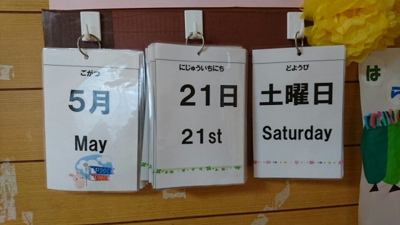 ごがつ
5月
May
にじゅういちにち
21日
21st
どようび
土曜日
Saturday
は